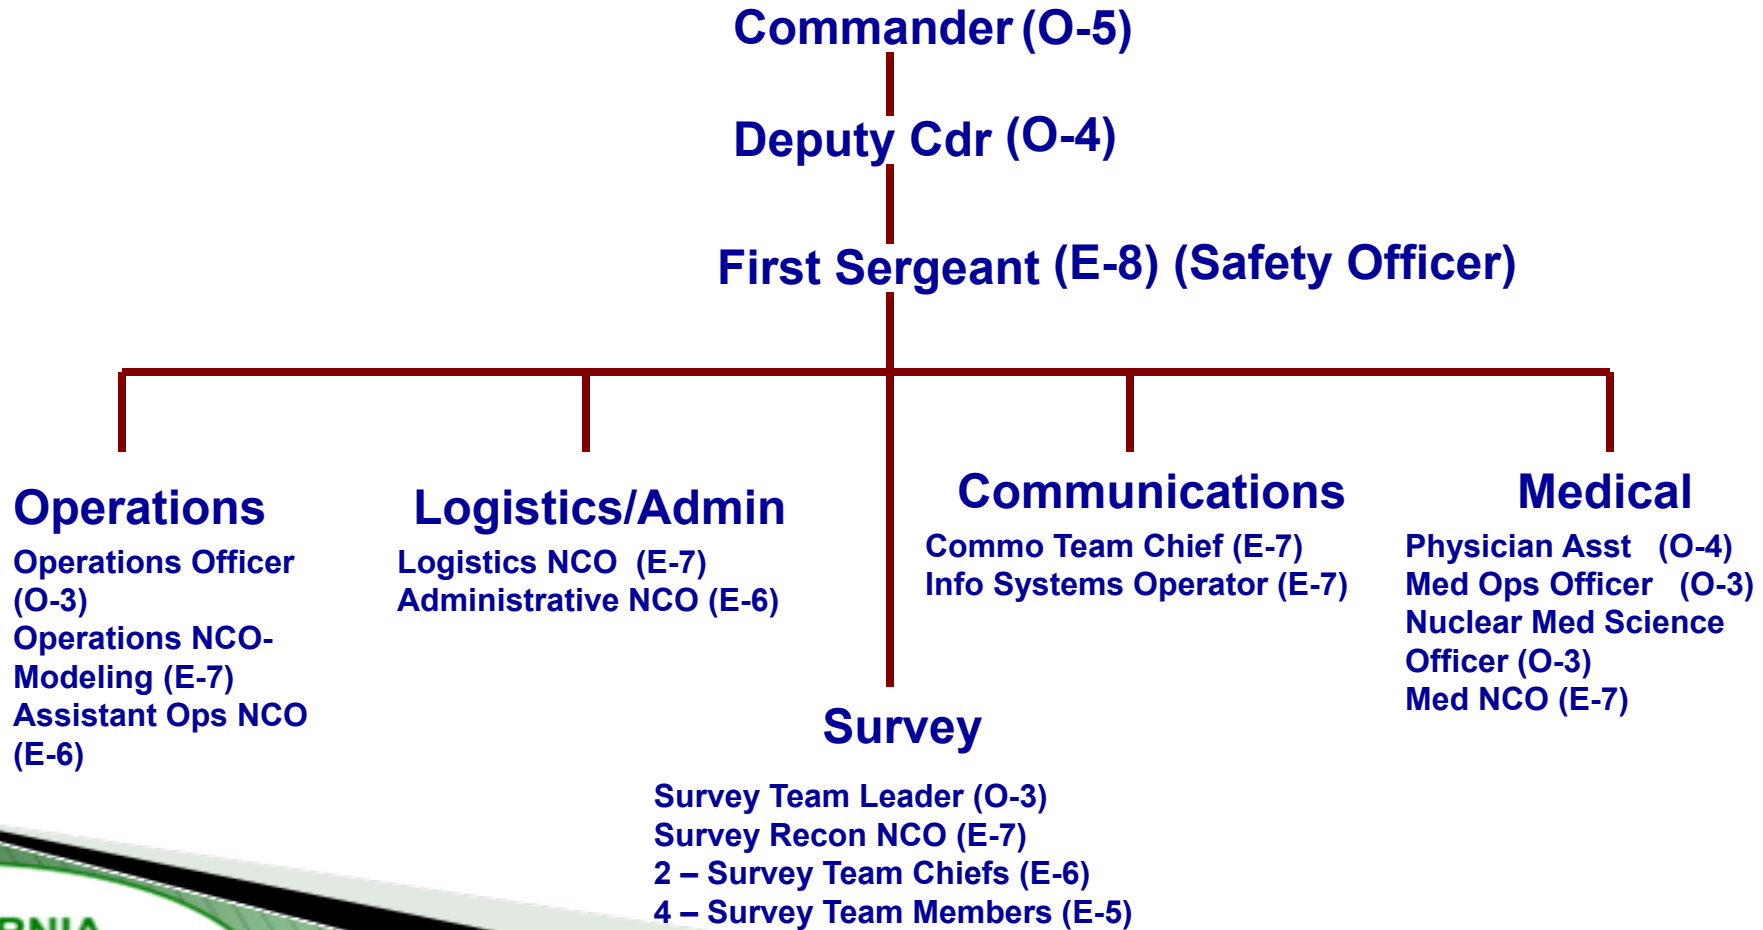 Commander (O-5)
Deputy Cdr (O-4)
First Sergeant (E-8) (Safety Officer)
Operations
Operations Officer
(O-3)
Operations NCO-
Modeling (E-7)
Assistant Ops NCO
(E-6)
Logistics/Admin
Logistics NCO (E-7)
Administrative NCO (E-6)
Survey
Survey Team Leader (O-3)
Survey Recon NCO (E-7)
2 – Survey Team Chiefs (E-6)
4 – Survey Team Members (E-5)
Communications
Commo Team Chief (E-7)
Info Systems Operator (E-7)
Medical
Physician Asst (O-4)
Med Ops Officer (O-3)
Nuclear Med Science
Officer (O-3)
Med NCO (E-7)